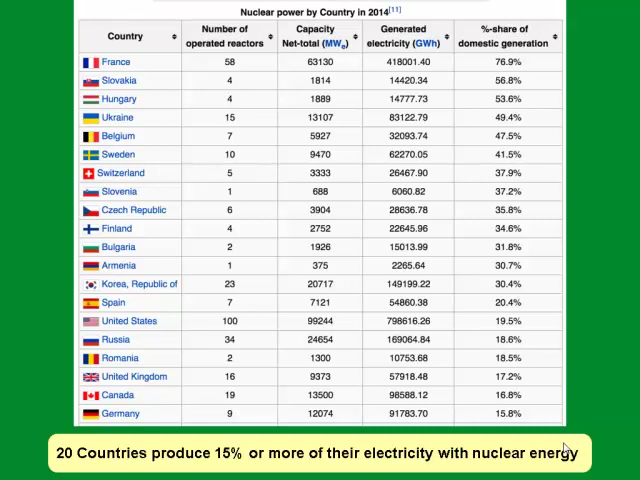 Nuclear power by Country in 2014[11]
Country Number of operated reactors Capacity Net-total (MWe) Generated electricity (GWh) %-share of domestic generation
France 58 63130 418001.40 76.9%
Slovakia 4 1814 14420.34 56.8%
Hungary 4 1889 14777.73 53.6%
Ukraine 15 13107 83122.79 49.4%
Belgium 7 5927 32093.74 47.5%
Sweden 10 9470 62270.05 41.5%
Switzerland 5 3333 26467.90 37.9%
Slovenia 1 688 6060.82 37.2%
Czech Republic 6 3904 28636.78 35.8%
Finland 4 2752 22645.96 34.6%
Bulgaria 2 1926 15013.99 31.8%
Armenia 1 375 2265.64 30.7%
Korea, Republic of 23 20717 149199.22 30.4%
Spain 7 7121 54860.38 20.4%
United States 100 99244 798616.26 19.5%
Russia 34 24654 169064.84 18.6%
Romania 2 1300 10753.68 18.5%
United Kingdom 16 9373 57918.48 17.2%
Canada 19 13500 98588.12 16.8%
Germany 9 12074 91783.70 15.8%
20 Countries produce 15% or more of their electricity with nuclear energy